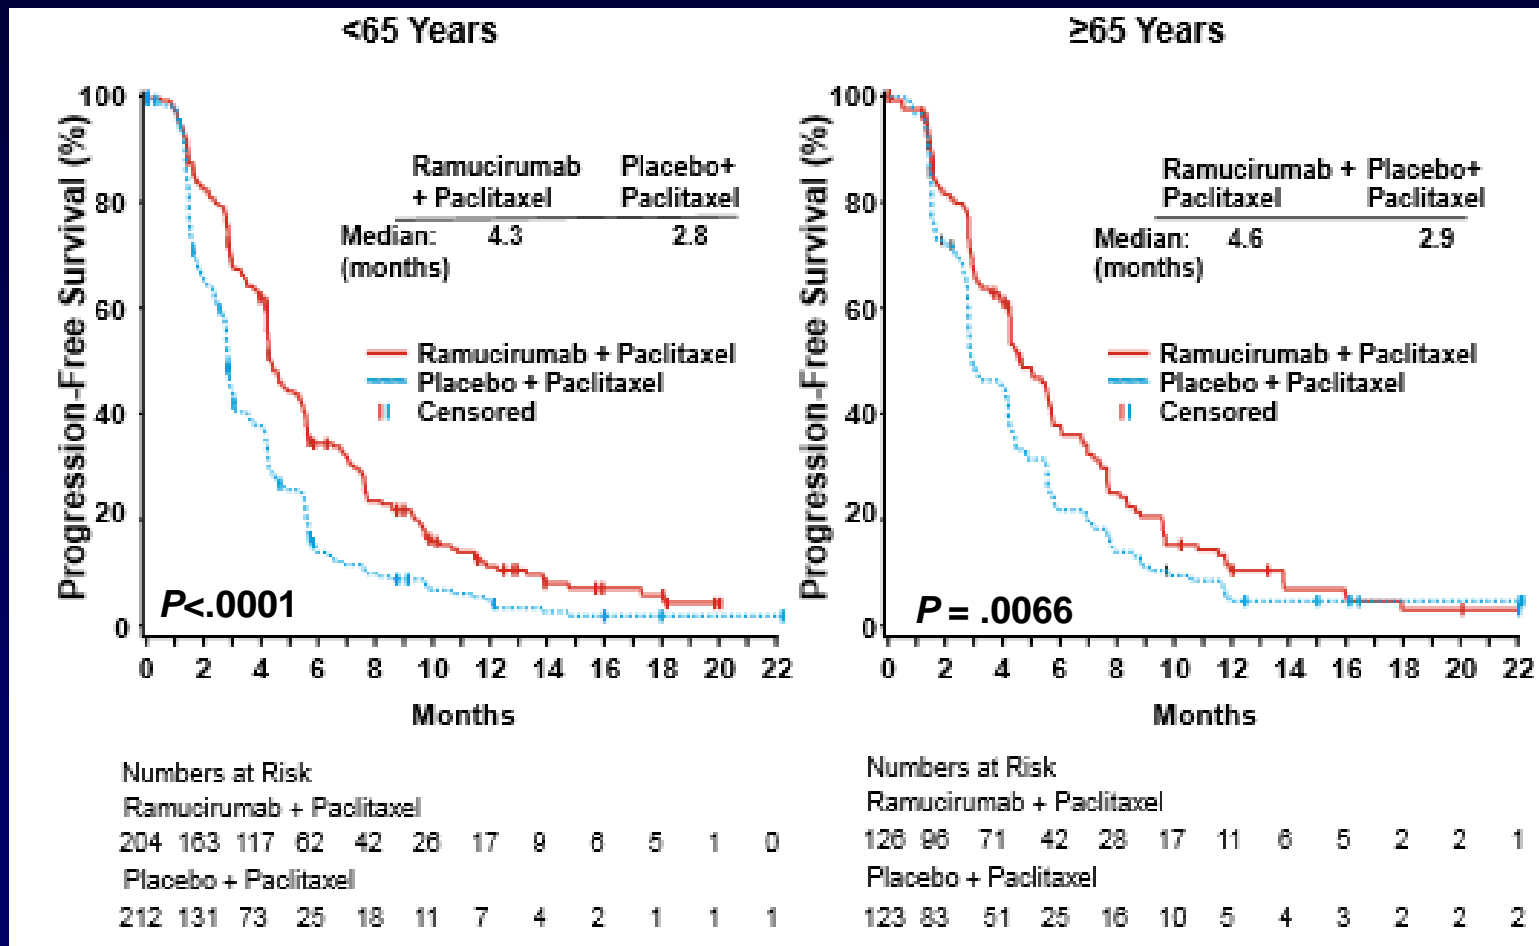 <65 Years
Progression-Free Survival (%)
100
80
60
40
20
0
Ramucirumab + Paclitaxel
Placebo+ Paclitaxel
Median: (months)
4.3
2.8
Ramucirumab + Paclitaxel
Placebo + Paclitaxel
Censored
P<.0001
0 2 4 6 8 10 12 14 16 18 20 22
Months
Numbers at Risk
Ramucirumab + Paclitaxel
204 163 117 62 42 26 17 9 6 5 1 0
Placebo + Paclitaxel
212 131 73 25 18 11 7 4 2 1 1 1
≥65 Years
Progression-Free Survival (%)
100
80
60
40
20
0
Ramucirumab + Paclitaxel
Placebo+ Paclitaxel
Median: (months)
4.6
2.9
Ramucirumab + Paclitaxel
Placebo + Paclitaxel
Censored
P = .0066
0 2 4 6 8 10 12 14 16 18 20 22
Months
Numbers at Risk
Ramucirumab + Paclitaxel
126 96 71 42 28 17 11 6 5 2 2 1
Placebo + Paclitaxel
123 83 51 25 16 10 5 4 3 2 2 2